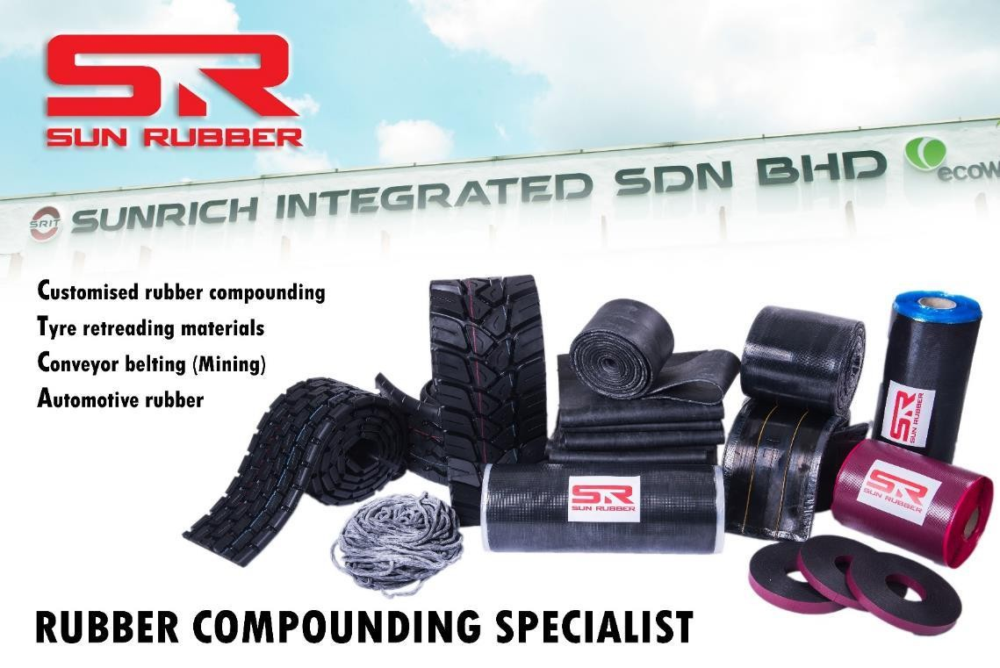 SR
SUN RUBBER
SRIT SUNRICH INTEGRATED SDN BHD
Customised rubber compounding
Tyre retreading materials
Conveyor belting (Mining)
Automotive rubber
SR
SUN RUBBER
SR
SUN RUBBER
SR
SUN RUBBER
RUBBER COMPOUNDING SPECIALIST